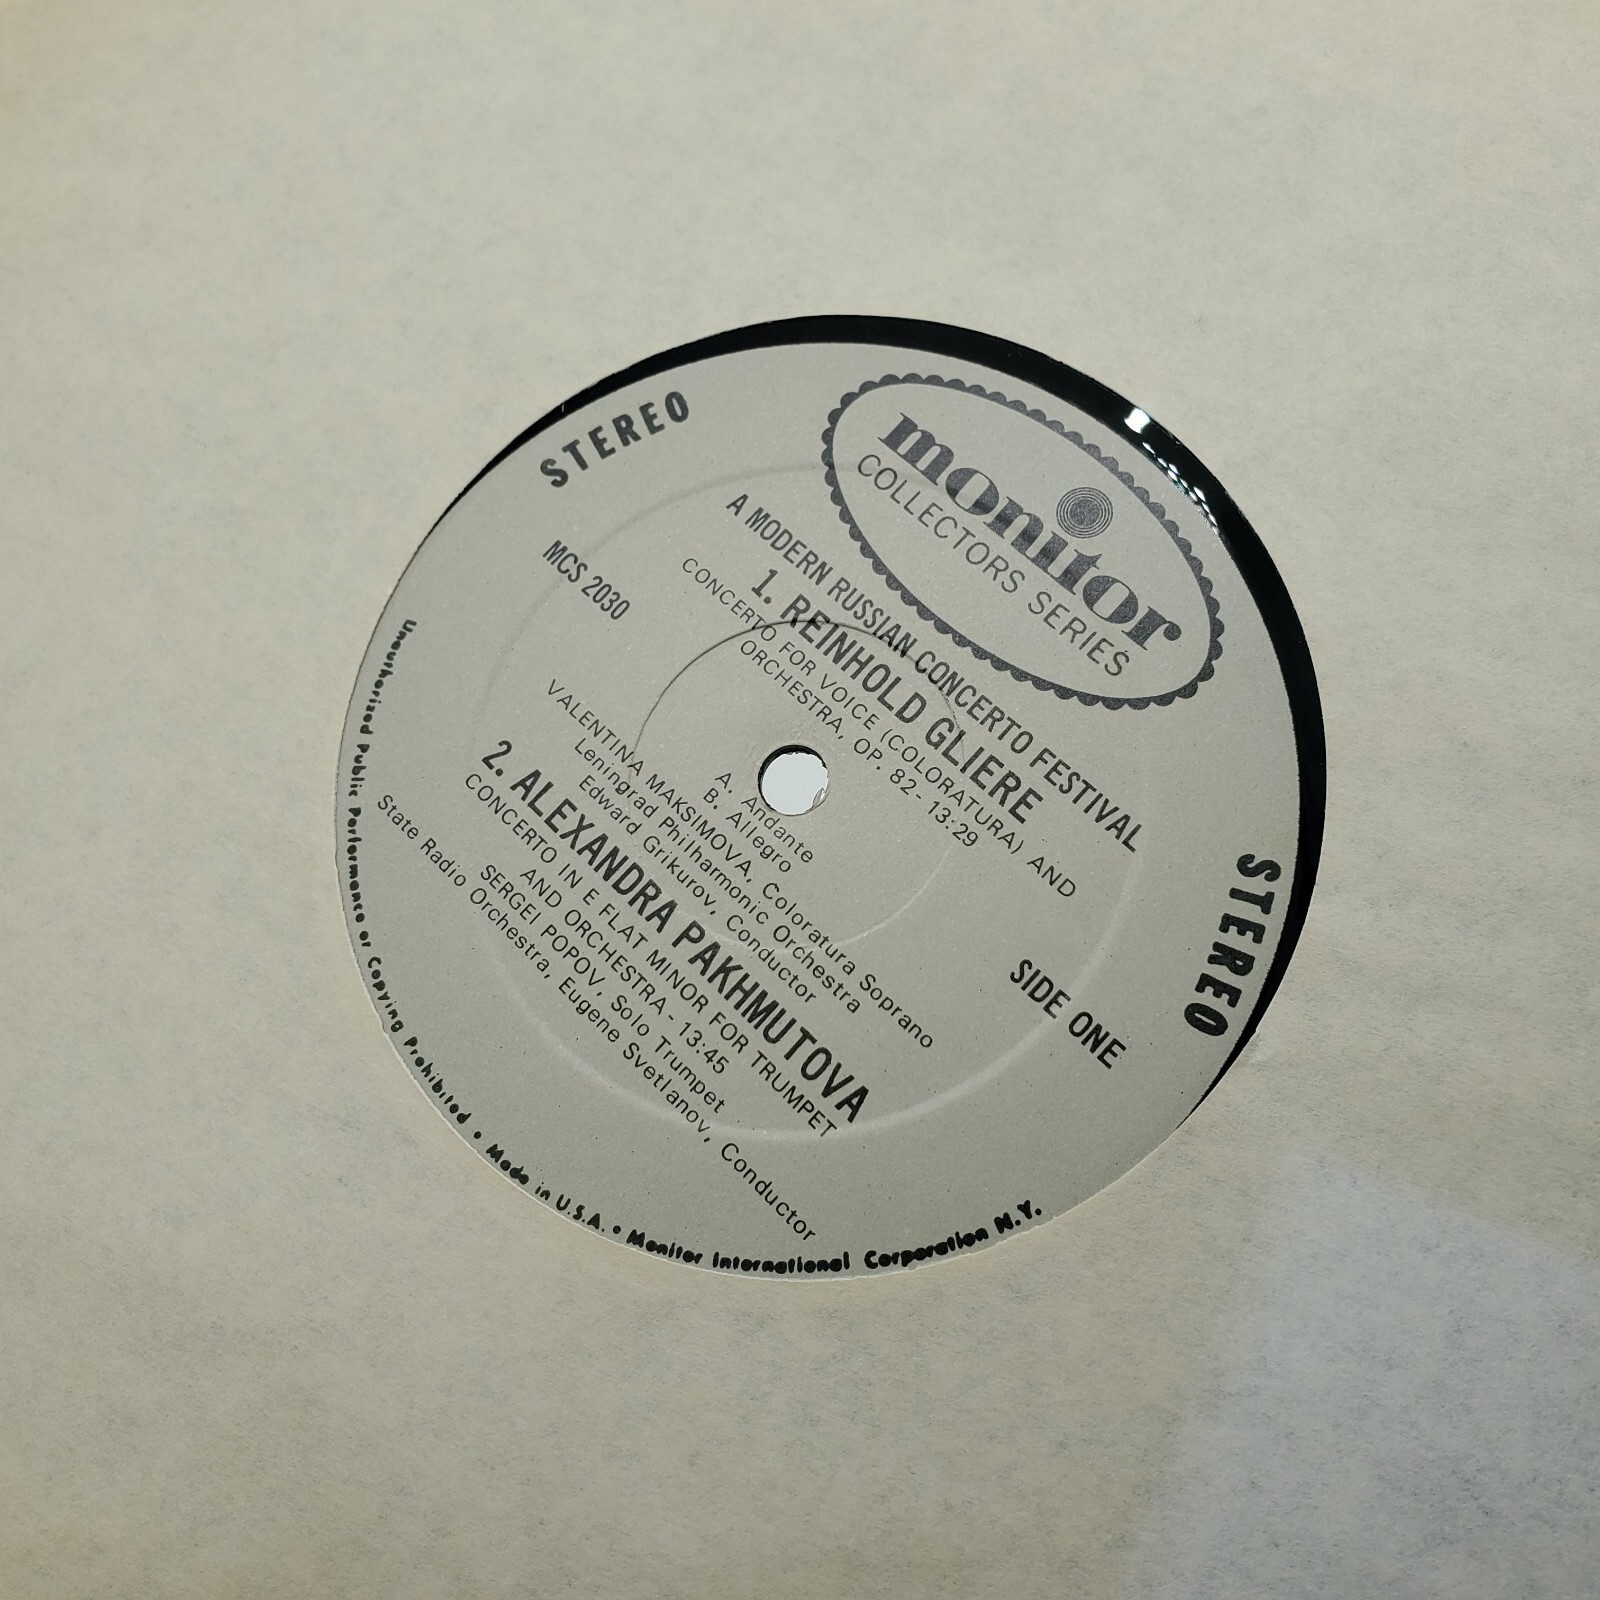 monitor
COLLECTORS SERIES
STEREO
STEREO
A MODERN RUSSIAN CONCERTO FESTIVAL
MCS 2030
SIDE ONE
1. REINHOLD GLIERE
CONCERTO FOR VOICE (COLORATURA) AND
ORCHESTRA, OP. 82 - 13:29
A. Andante
B. Allegro
VALENTINA MAKSIMOVA, Coloratura Soprano
Leningrad Philharmonic Orchestra
Edward Grikurov, Conductor
2. ALEXANDRA PAKHMUTOVA
CONCERTO IN E FLAT MINOR FOR TRUMPET
AND ORCHESTRA - 13:45
SERGEI POPOV, Solo Trumpet
State Radio Orchestra, Eugene Svetlanov, Conductor
Unauthorized Public Performance or Copying Prohibited • Made in U.S.A. • Monitor International Corporation N.Y.